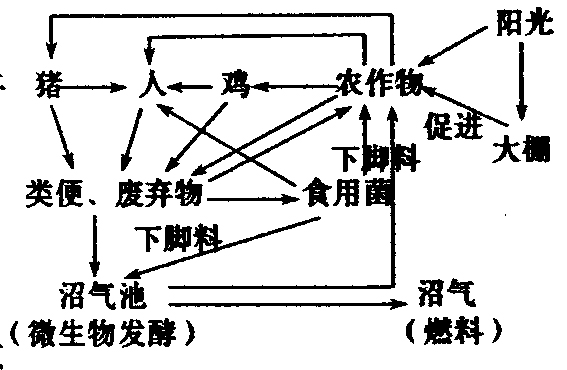 阳光
猪 人 鸡 农作物
促进
大棚
下脚料
类便、废弃物 食用菌
下脚料
沼气池 沼气
(微生物发酵) (燃料)